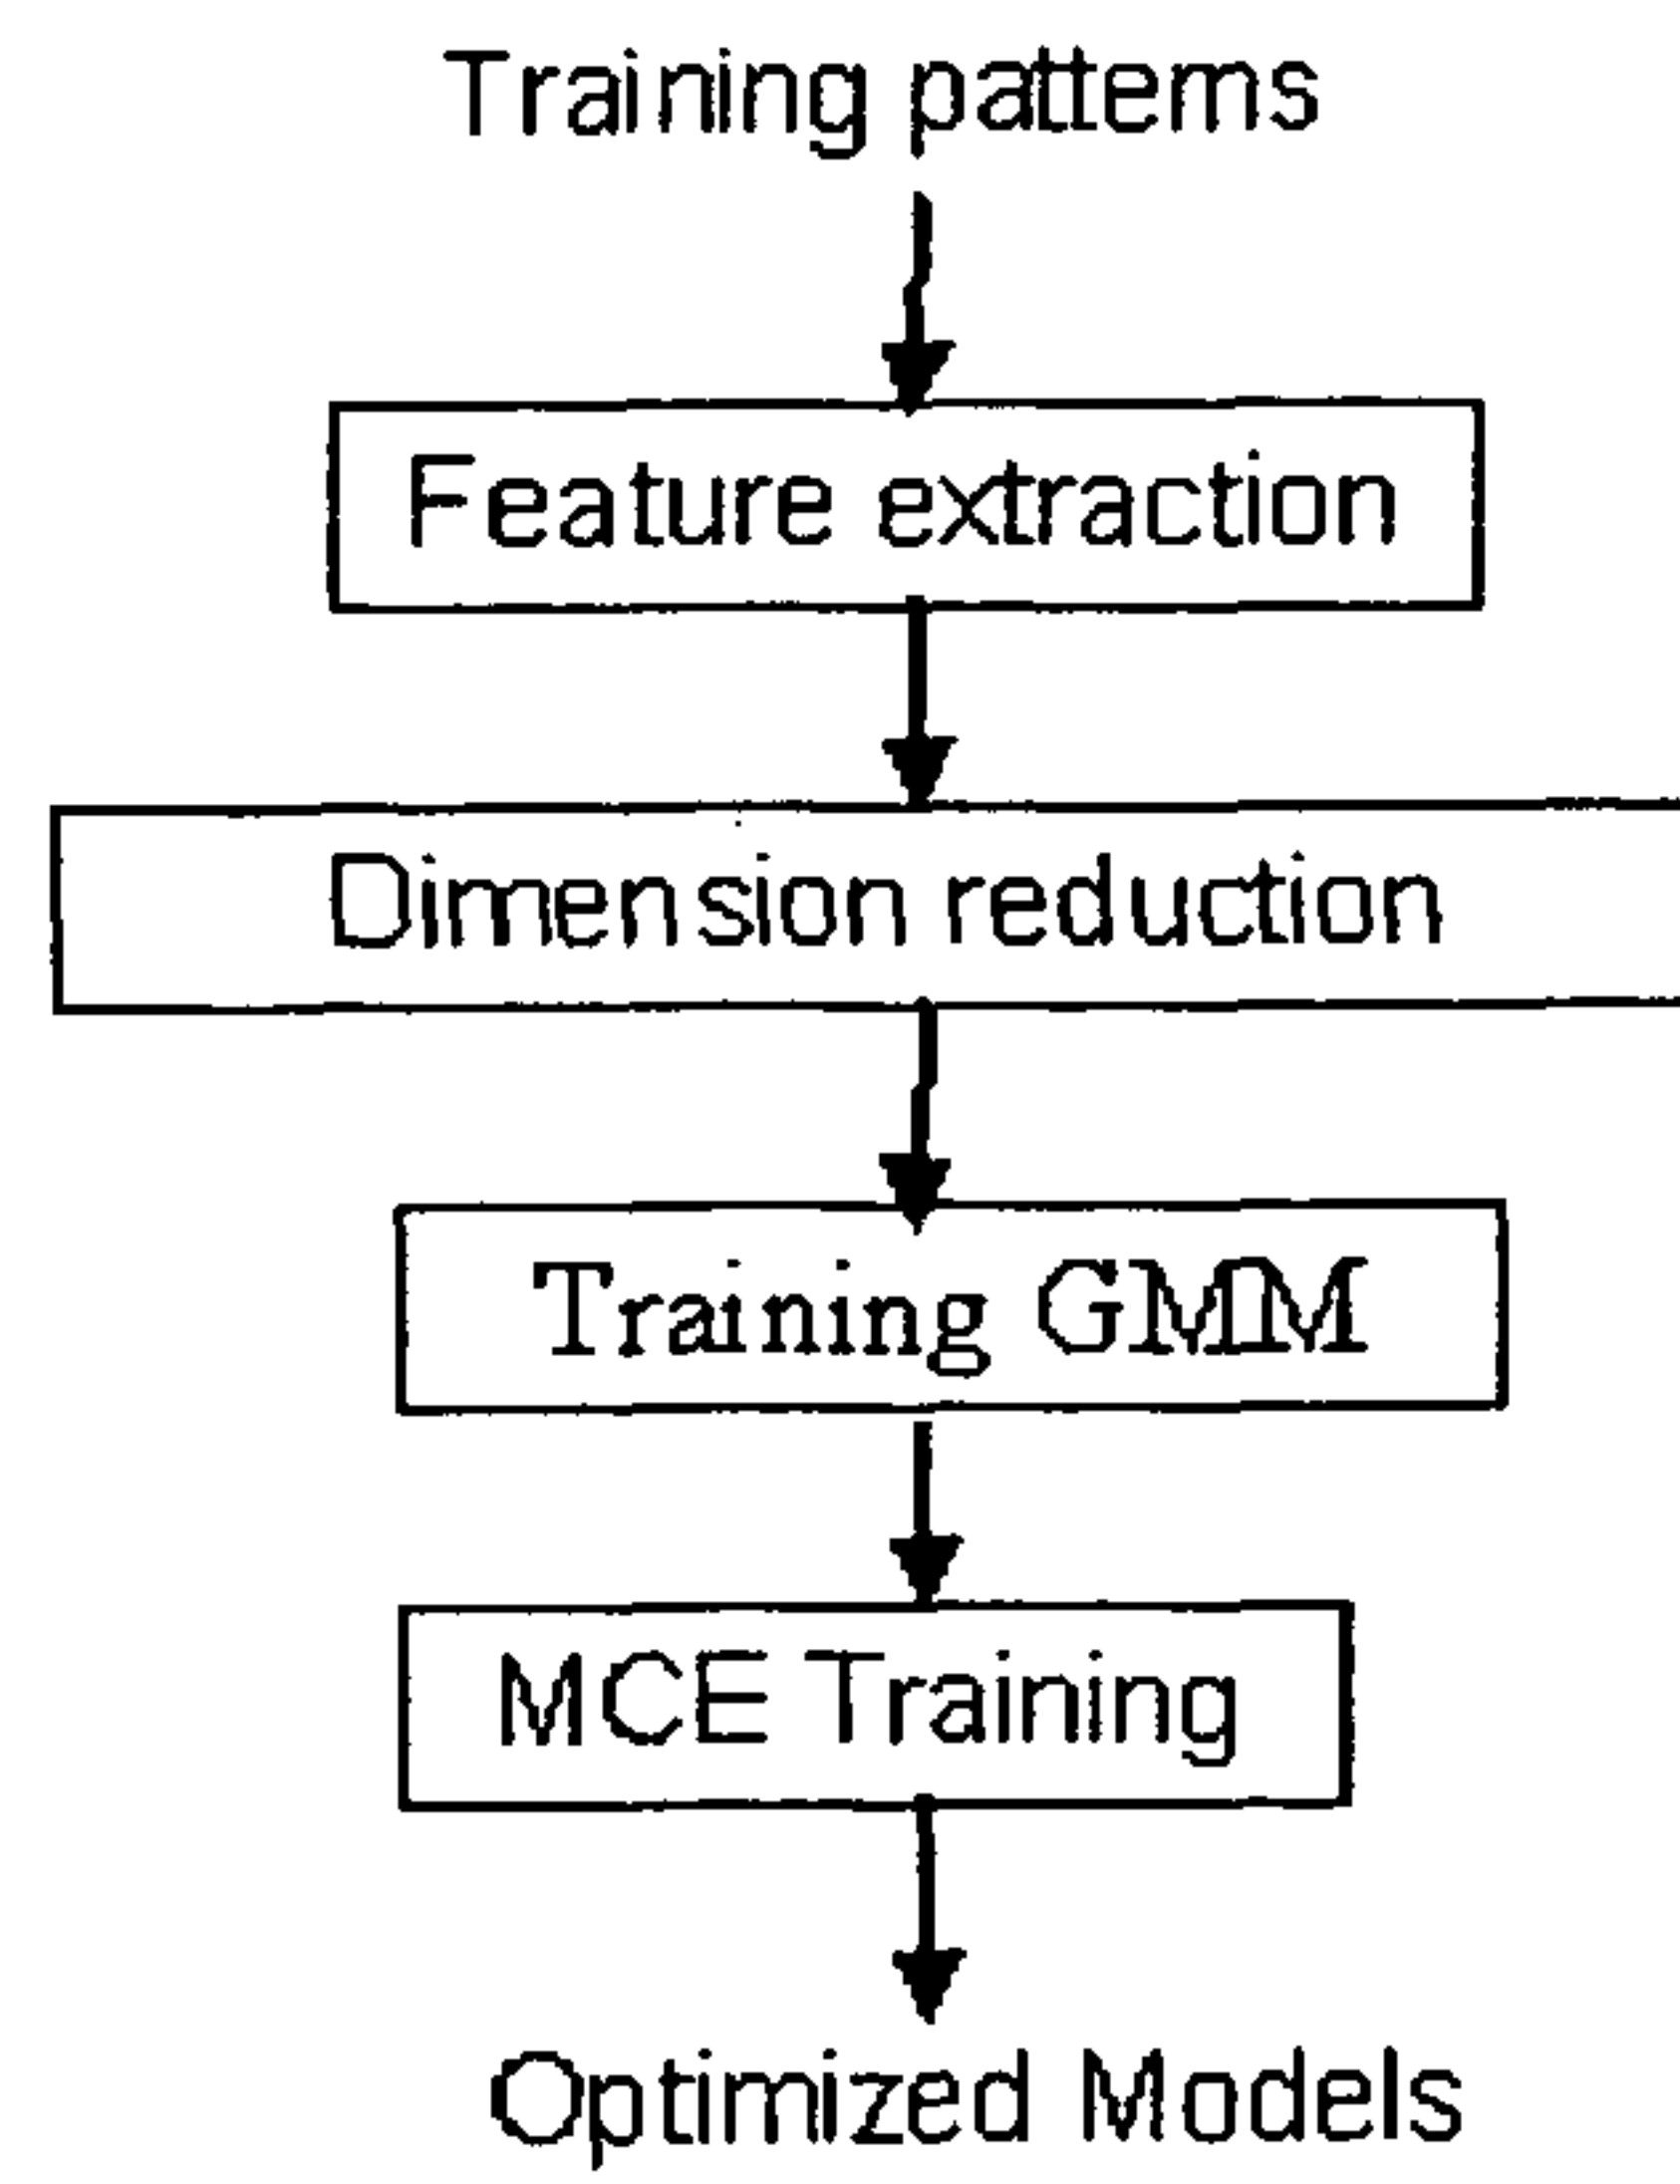 Training patterns
Feature extraction
Dimension reduction
Training GMM
MCE Training
Optimized Models